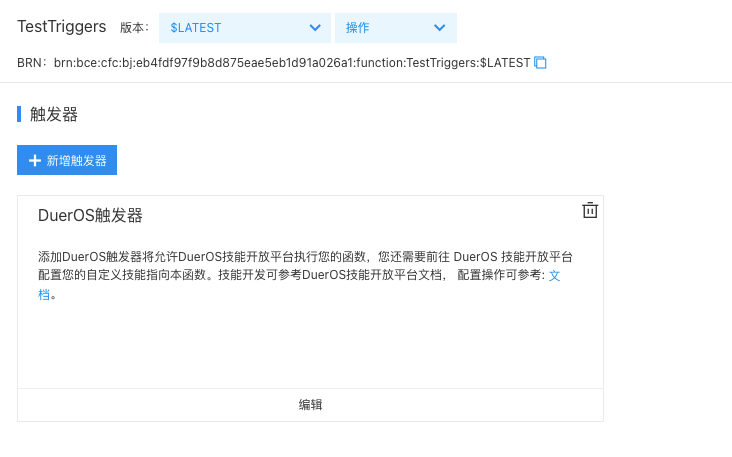 TestTriggers 版本： $LATEST 操作
BRN：brn:bce:cfc:bj:eb4fdf97f9b8d875eae5eb1d91a026a1:function:TestTriggers:$LATEST
触发器
新增触发器
DuerOS触发器
添加DuerOS触发器将允许DuerOS技能开放平台执行您的函数，您还需要前往 DuerOS 技能开放平台
配置您的自定义技能指向本函数。技能开发可参考DuerOS技能开放平台文档， 配置操作可参考: 文
档。
编辑